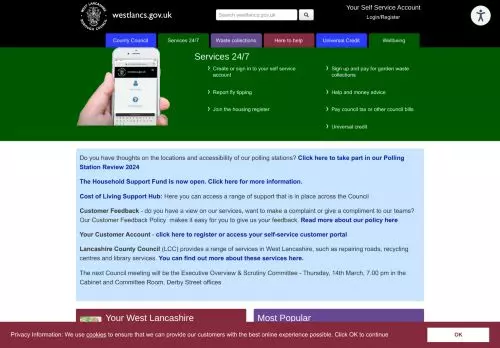 WEST LANCASHIRE
westlancs.gov.uk
Search westlancs.gov.uk
Your Self Service Account
Login/Register
County Council
Services 24/7
Waste collections
Here to help
Universal Credit
Wellbeing
Services 24/7
› Create or sign in to your self service
account
› Report fly tipping
› Join the housing register
› Sign up and pay for garden waste
collections
› Help and money advice
› Pay council tax or other council bills
› Universal credit
Do you have thoughts on the locations and accessibility of our polling stations? Click here to take part in our Polling
Station Review 2024
The Household Support Fund is now open. Click here for more information.
Cost of Living Support Hub: Here you can access a range of support that is in place across the Council
Customer Feedback - do you have a view on our services, want to make a complaint or give a compliment to our teams?
Our Customer Feedback Policy makes it easy for you to give us your feedback. Read more about our policy here
Your Customer Account - click here to register or access your self-service customer portal
Lancashire County Council (LCC) provides a range of services in West Lancashire, such as repairing roads, recycling
centres and library services. You can find out more about these services here.
The next Council meeting will be the Executive Overview & Scrutiny Committee - Thursday, 14th March, 7.00 pm in the
Cabinet and Committee Room, Derby Street offices
Your West Lancashire
Most Popular
Privacy Information: We use cookies to ensure that we can provide our customers with the best online experience possible. Click OK to continue
OK